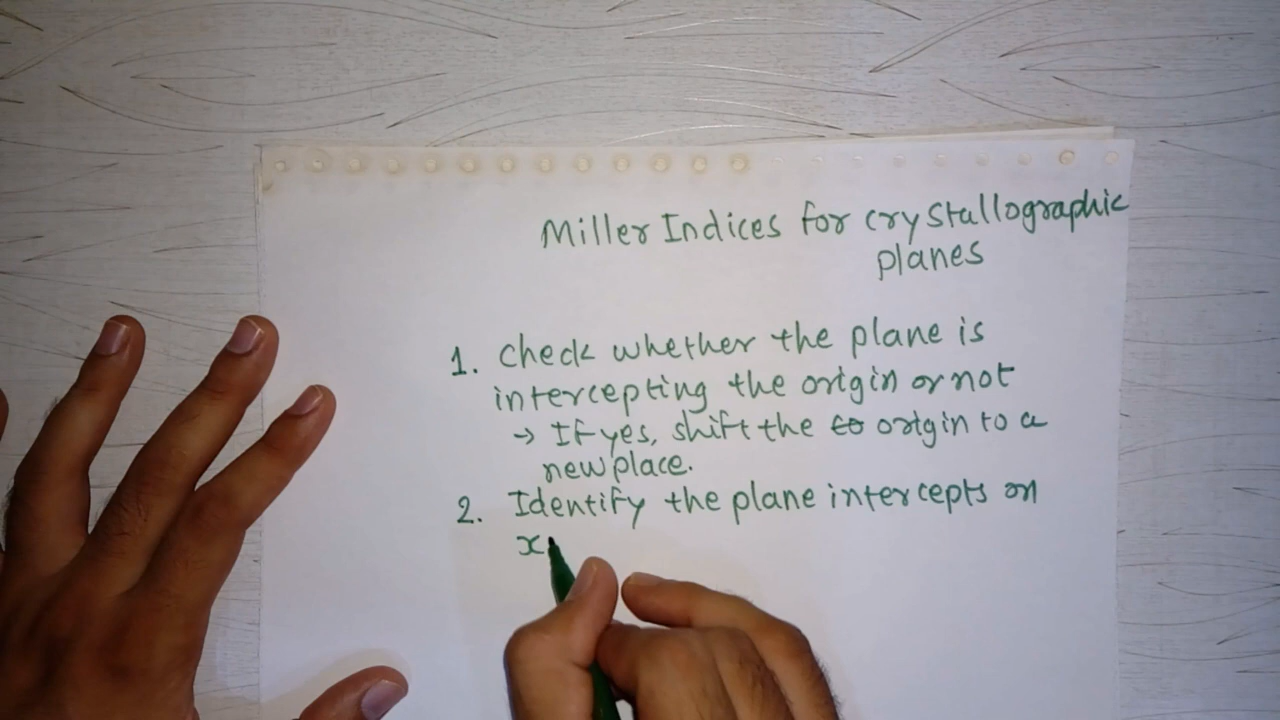 Miller Indices for crystallographic
planes
1. Check whether the plane is
intercepting the origin or not
→ If yes, shift the to origin to a
new place.
2. Identify the plane intercepts on
x